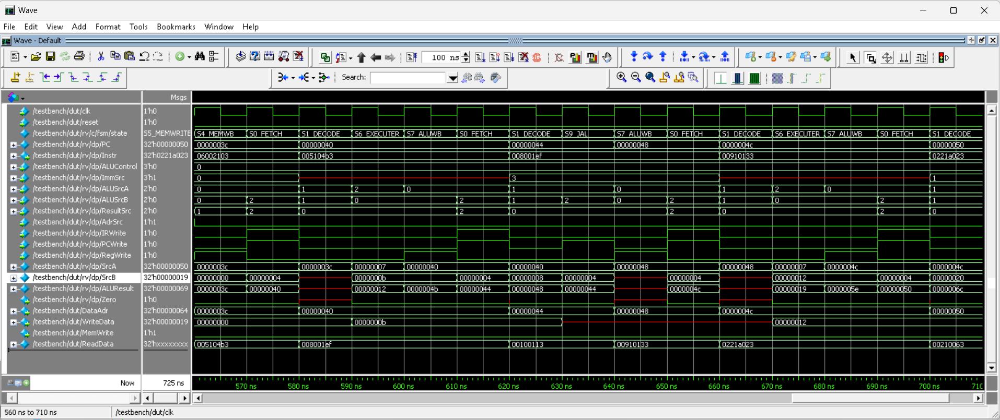 Wave
File Edit View Add Format Tools Bookmarks Window Help
Wave - Default
100 ns
Search:
Msgs
/testbench/dut/clk 1'h0
/testbench/dut/reset 1'h0
/testbench/dut/rv/c/fsm/state S5_MEMWRITE S4_MEMWB S0_FETCH S1_DECODE S6_EXECUTER S7_ALUWB S0_FETCH S1_DECODE S9_JAL S7_ALUWB S0_FETCH S1_DECODE S6_EXECUTER S7_ALUWB S0_FETCH S1_DECODE
/testbench/dut/rv/dp/PC 32'h00000050 0000003c 00000040 00000044 00000048 0000004c 00000050
/testbench/dut/rv/dp/Instr 32'h0221a023 06002103 005104b3 008001ef 00910133 0221a023
/testbench/dut/rv/dp/ALUControl 3'h0 0
/testbench/dut/rv/dp/ImmSrc 3'h1 0 3 1
/testbench/dut/rv/dp/ALUSrcA 2'h0 0 1 2 0 1 0 1 2 0 1
/testbench/dut/rv/dp/ALUSrcB 2'h0 0 2 1 0 2 1 2 0 2 1 0 2 1
/testbench/dut/rv/dp/ResultSrc 2'h0 1 2 0 2 0 2 0 2 0
/testbench/dut/rv/dp/AdrSrc 1'h1
/testbench/dut/rv/dp/IRWrite 1'h0
/testbench/dut/rv/dp/PCWrite 1'h0
/testbench/dut/rv/dp/RegWrite 1'h0
/testbench/dut/rv/dp/SrcA 32'h00000050 0000003c 0000003c 00000007 00000040 00000040 00000048 00000048 00000007 0000004c 0000004c
/testbench/dut/rv/dp/SrcB 32'h00000019 00000000 00000004 0000000b 00000004 00000008 00000004 00000004 00000012 00000004 00000020
/testbench/dut/rv/dp/ALUResult 32'h00000069 0000003c 00000040 00000012 0000004b 00000044 00000048 00000044 0000004c 00000019 0000005e 00000050 0000006c
/testbench/dut/rv/dp/Zero 1'h0
/testbench/dut/DataAdr 32'h00000064 0000003c 00000040 00000044 00000048 0000004c 00000050
/testbench/dut/WriteData 32'h00000019 00000000 0000000b 00000012
/testbench/dut/MemWrite 1'h1
/testbench/dut/ReadData 32'hxxxxxxxx 005104b3 008001ef 00100113 00910133 0221a023 00210063
Now 725 ns
570 ns 580 ns 590 ns 600 ns 610 ns 620 ns 630 ns 640 ns 650 ns 660 ns 670 ns 680 ns 690 ns 700 ns 710
560 ns to 710 ns /testbench/dut/clk